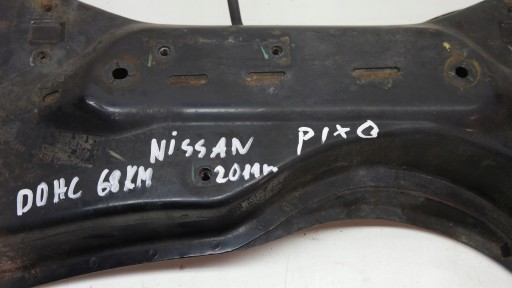 NiSSAN PIXO
DOHC 68KM 2011r